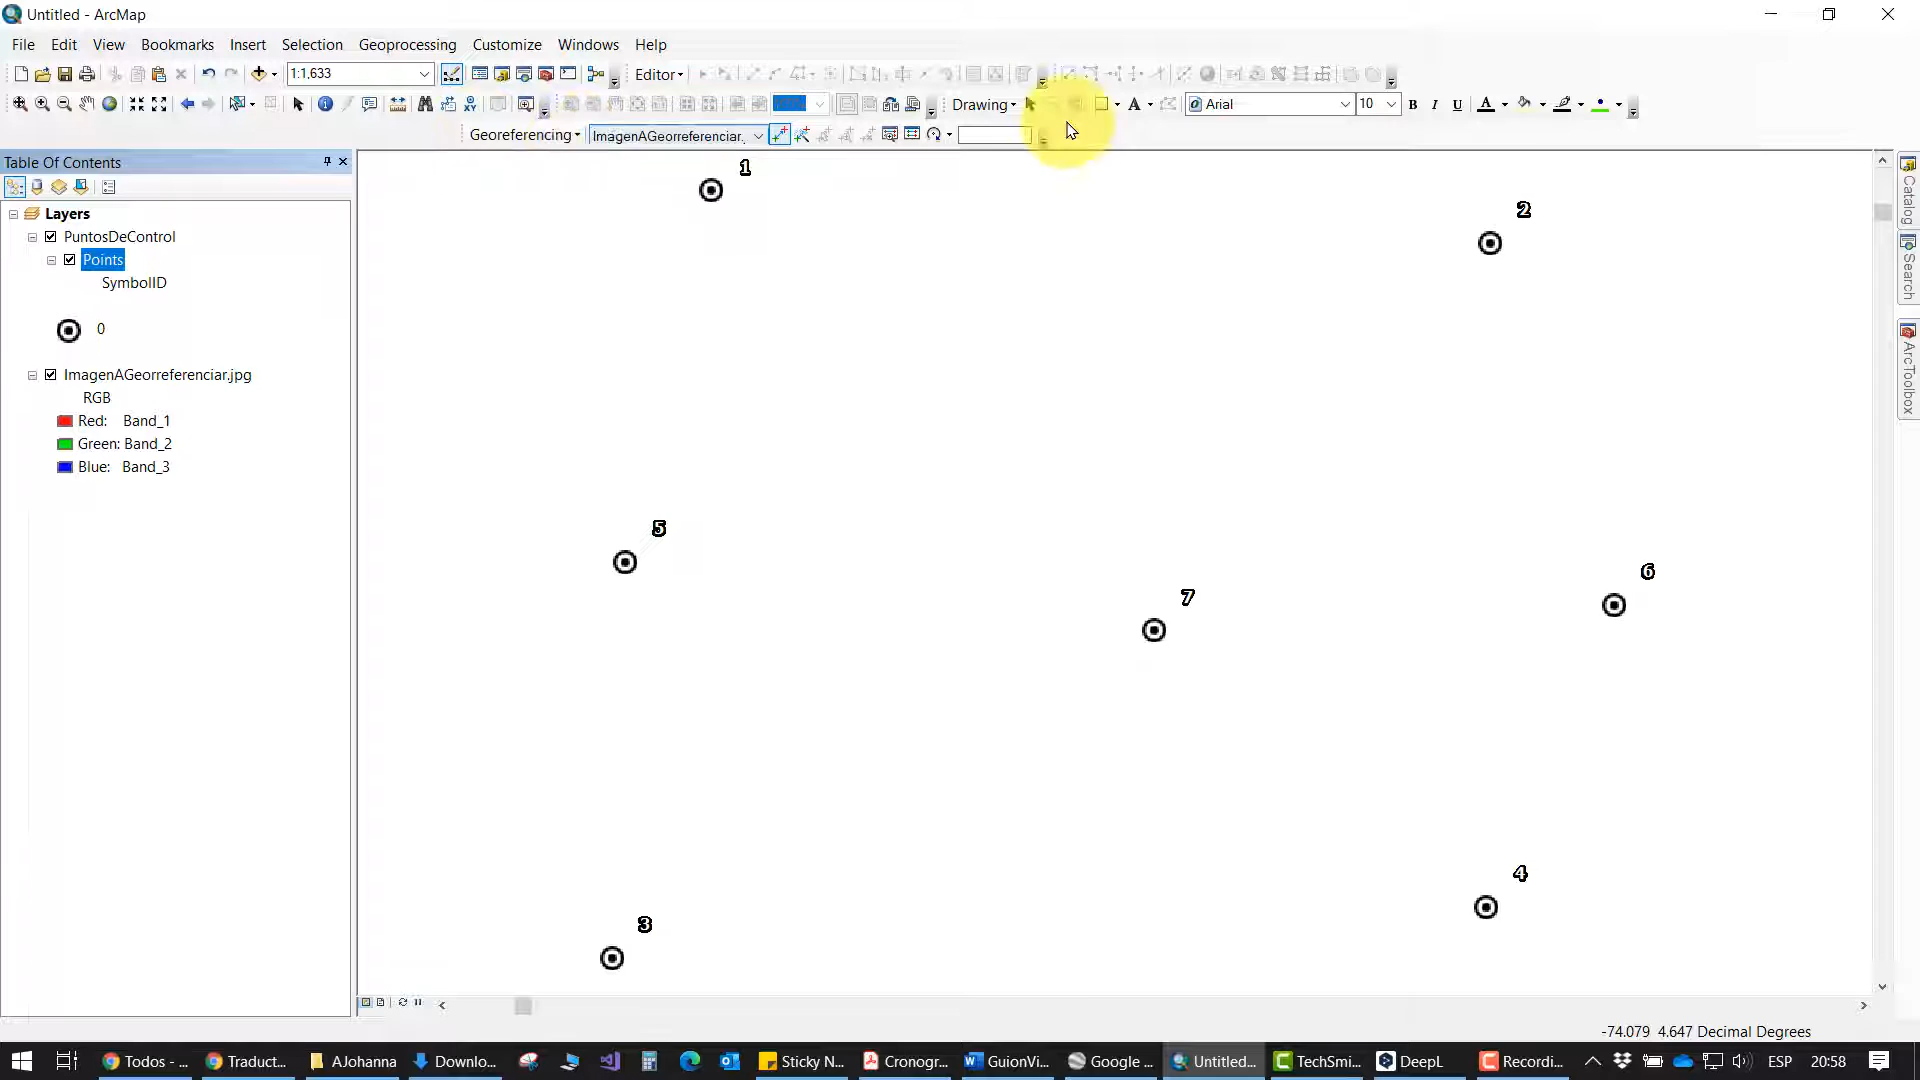 Untitled - ArcMap
File Edit View Bookmarks Insert Selection Geoprocessing Customize Windows Help
1:1,633 Editor
Drawing A Arial 10 B I U A
Georeferencing ImagenAGeorreferenciar.
Table Of Contents
Layers
PuntosDeControl
Points
SymbolID
0
ImagenAGeorreferenciar.jpg
RGB
Red: Band_1
Green: Band_2
Blue: Band_3
1
2
5
7
6
4
3
Catalog
Search
ArcToolbox
-74.079 4.647 Decimal Degrees
Todos - ... Traduct... AJohanna Downlo... Sticky N... Cronogr... GuionVi... Google ... Untitled... TechSmi... DeepL Recordi... ESP 20:58